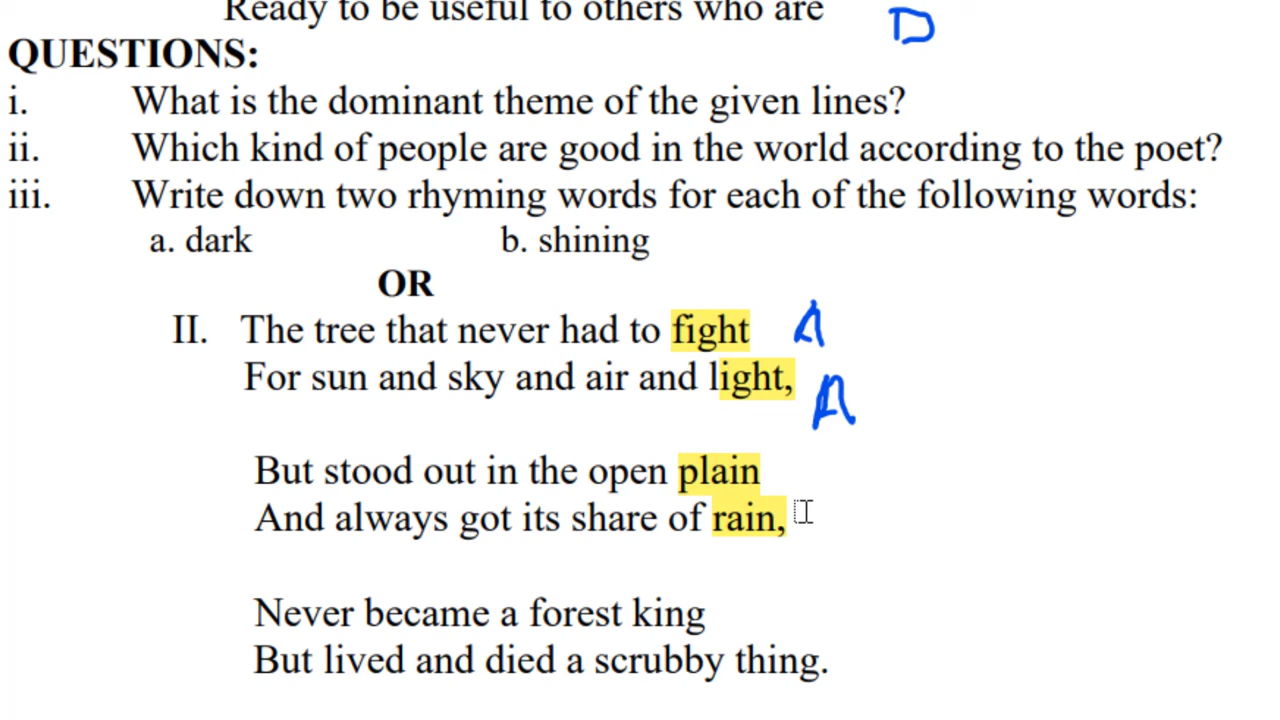 Ready to be useful to others who are D
QUESTIONS:
i. What is the dominant theme of the given lines?
ii. Which kind of people are good in the world according to the poet?
iii. Write down two rhyming words for each of the following words:
a. dark b. shining
OR
II. The tree that never had to fight A
For sun and sky and air and light, A
But stood out in the open plain
And always got its share of rain,
Never became a forest king
But lived and died a scrubby thing.